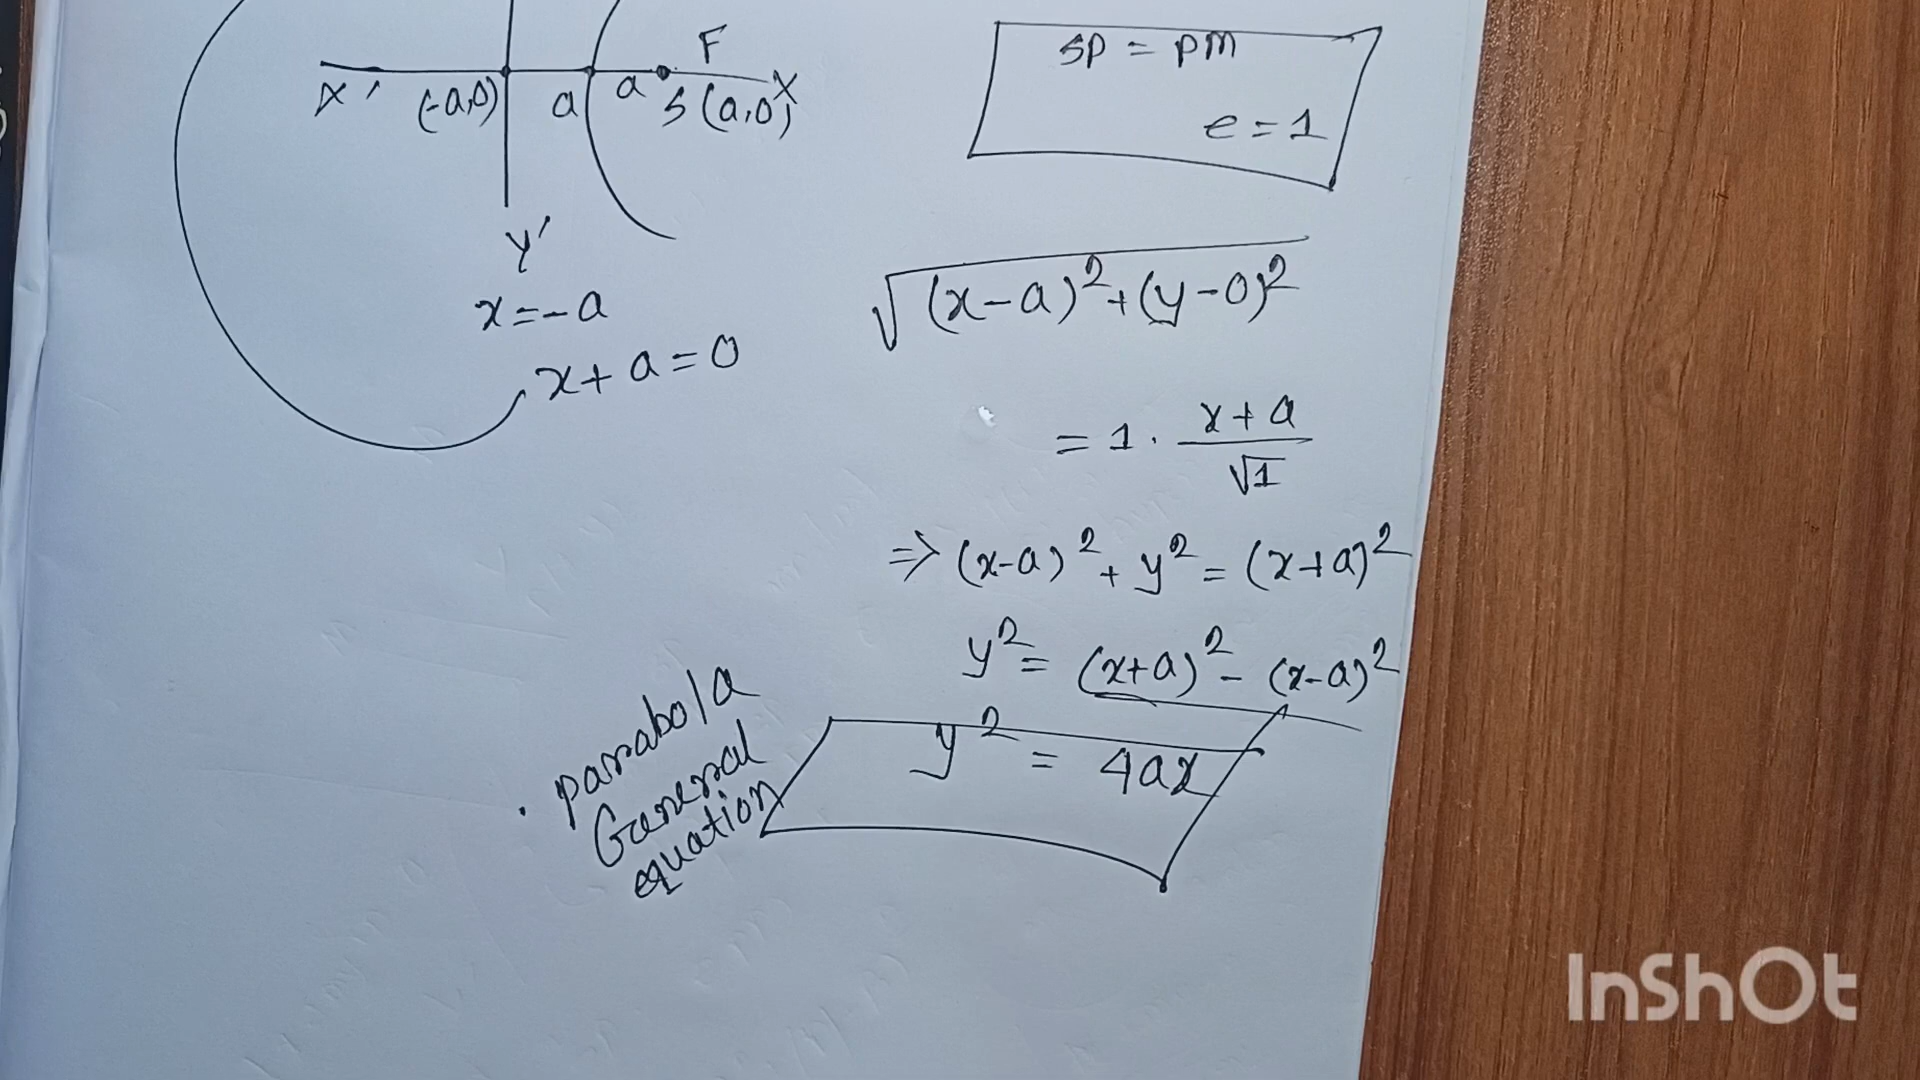 F
X' (-a,0) a a S (a,0) X
Y'
x=-a
x+a=0
SP = PM
e=1
√(x-a)²+(y-0)²
= 1. x+a/√1
⇒ (x-a)² + y² = (x+a)²
y² = (x+a)² - (x-a)²
y² = 4ax
. parabola
General
equation
InShOt